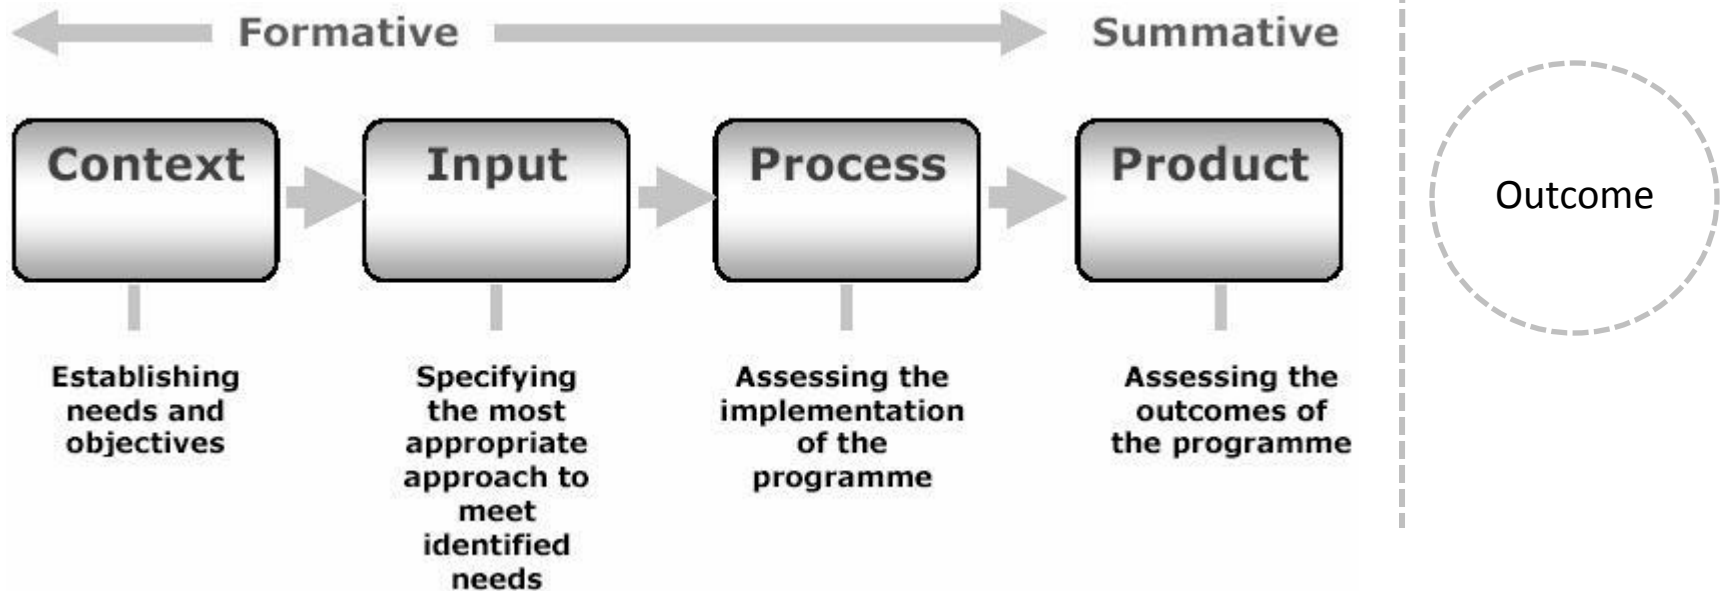 Formative
Summative
Context
Input
Process
Product
Outcome
Establishing
needs and
objectives
Specifying
the most
appropriate
approach to
meet
identified
needs
Assessing the
implementation
of the
programme
Assessing the
outcomes of
the programme